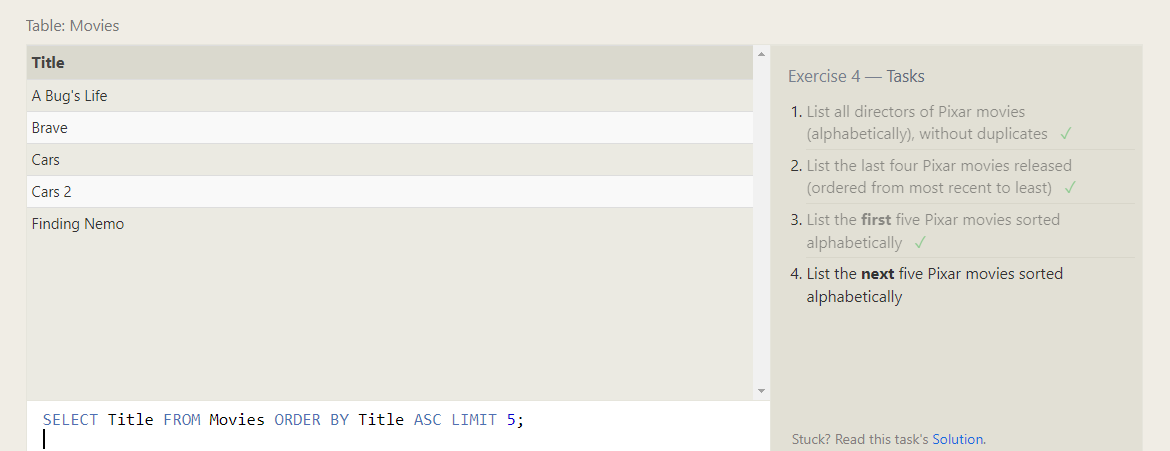 Table: Movies
Title
A Bug's Life
Brave
Cars
Cars 2
Finding Nemo
SELECT Title FROM Movies ORDER BY Title ASC LIMIT 5;
Exercise 4 — Tasks
1. List all directors of Pixar movies
(alphabetically), without duplicates ✓
2. List the last four Pixar movies released
(ordered from most recent to least) ✓
3. List the first five Pixar movies sorted
alphabetically ✓
4. List the next five Pixar movies sorted
alphabetically
Stuck? Read this task's Solution.